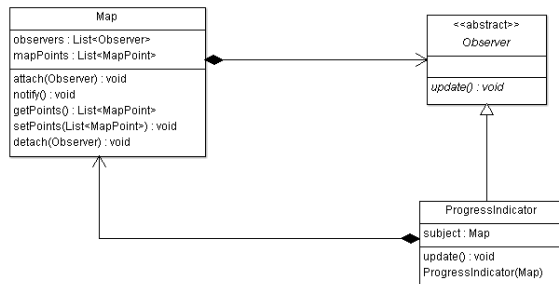 Map
observers : List<Observer>
mapPoints : List<MapPoint>
attach(Observer) : void
notify() : void
getPoints() : List<MapPoint>
setPoints(List<MapPoint>) : void
detach(Observer) : void
<<abstract>>
Observer
update() : void
ProgressIndicator
subject : Map
update() : void
ProgressIndicator(Map)